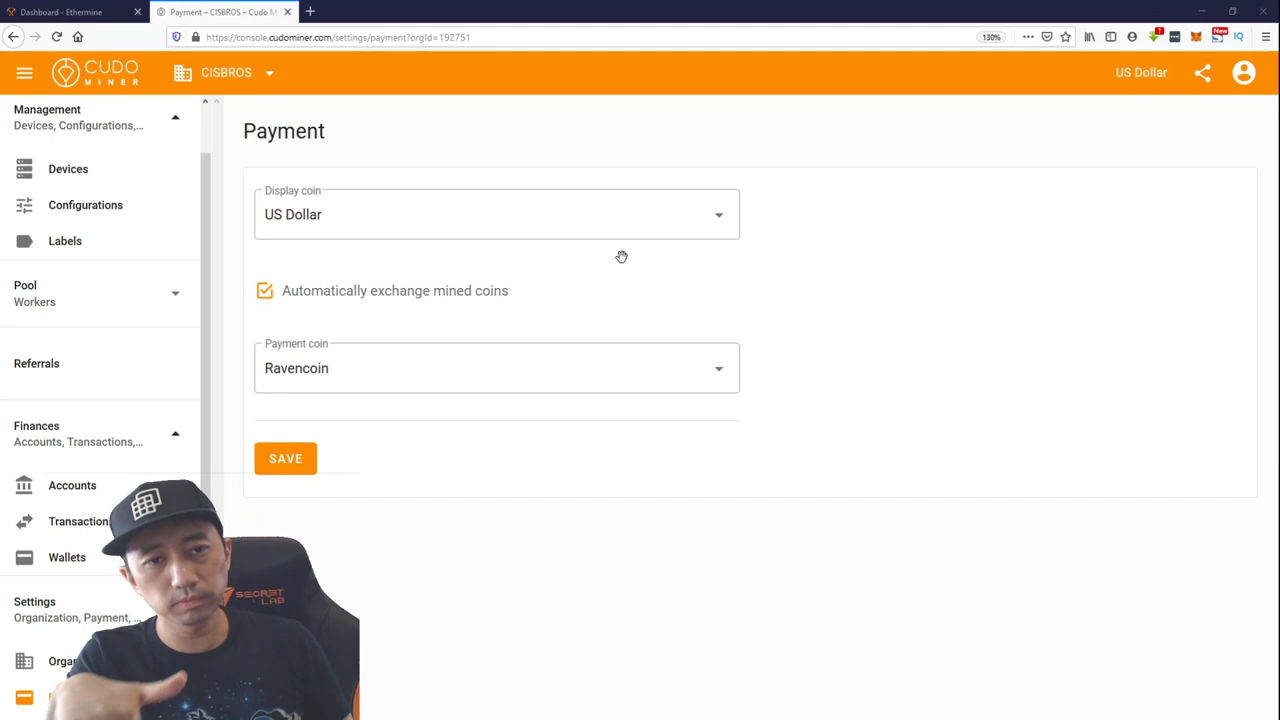 Dashboard - Ethermine
Payment – CISBROS – Cudo M
https://console.cudominer.com/settings/payment?orgId=192751
130%
New
IQ
CUDO
MINER
CISBROS
US Dollar
Management
Devices, Configurations,...
Devices
Configurations
Labels
Pool
Workers
Referrals
Finances
Accounts, Transactions,...
Accounts
Transaction
Wallets
Settings
Organization, Payment, ...
Orga
Payment
Display coin
US Dollar
Automatically exchange mined coins
Payment coin
Ravencoin
SAVE
SECRET
LAB